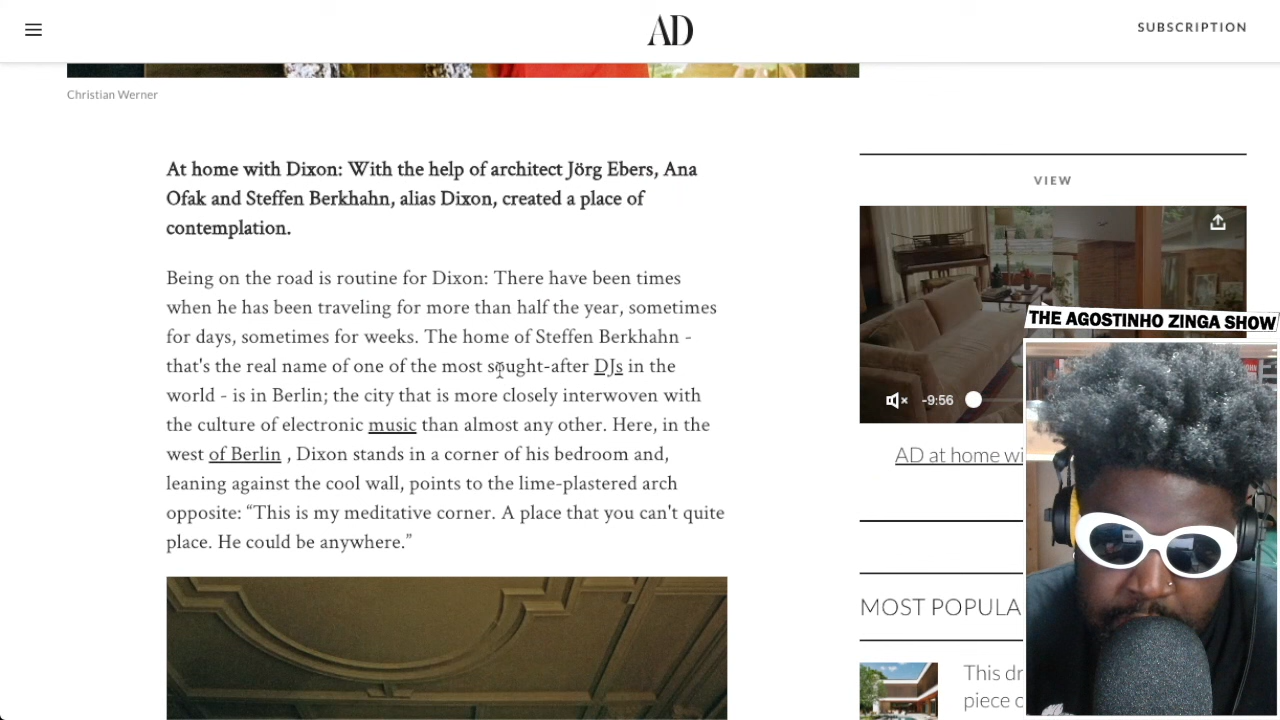 AD
SUBSCRIPTION
Christian Werner
At home with Dixon: With the help of architect Jörg Ebers, Ana
Ofak and Steffen Berkhahn, alias Dixon, created a place of
contemplation.
Being on the road is routine for Dixon: There have been times
when he has been traveling for more than half the year, sometimes
for days, sometimes for weeks. The home of Steffen Berkhahn -
that's the real name of one of the most sought-after DJs in the
world - is in Berlin; the city that is more closely interwoven with
the culture of electronic music than almost any other. Here, in the
west of Berlin , Dixon stands in a corner of his bedroom and,
leaning against the cool wall, points to the lime-plastered arch
opposite: “This is my meditative corner. A place that you can't quite
place. He could be anywhere.”
VIEW
-9:56
THE AGOSTINHO ZINGA SHOW
AD at home wi
MOST POPULA
This dr
piece c